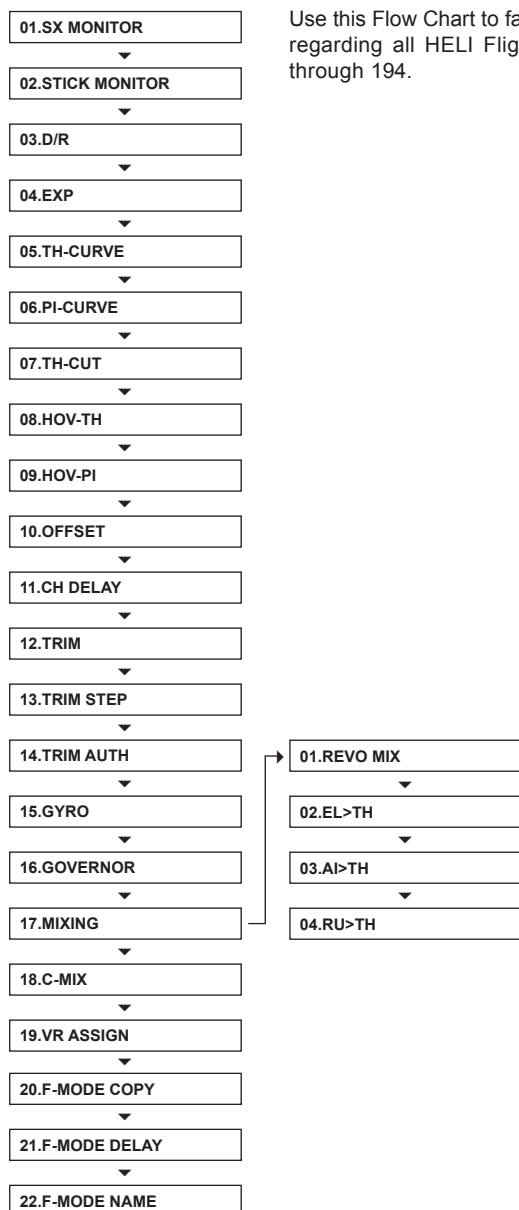 01.SX MONITOR
02.STICK MONITOR
03.D/R
04.EXP
05.TH-CURVE
06.PI-CURVE
07.TH-CUT
08.HOV-TH
09.HOV-PI
10.OFFSET
11.CH DELAY
12.TRIM
13.TRIM STEP
14.TRIM AUTH
15.GYRO
16.GOVERNOR
17.MIXING
18.C-MIX
19.VR ASSIGN
20.F-MODE COPY
21.F-MODE DELAY
22.F-MODE NAME
Use this Flow Chart to
regarding all HELI
through 194.
01.REVO MIX
02.EL>TH
03.AI>TH
04.RU>TH